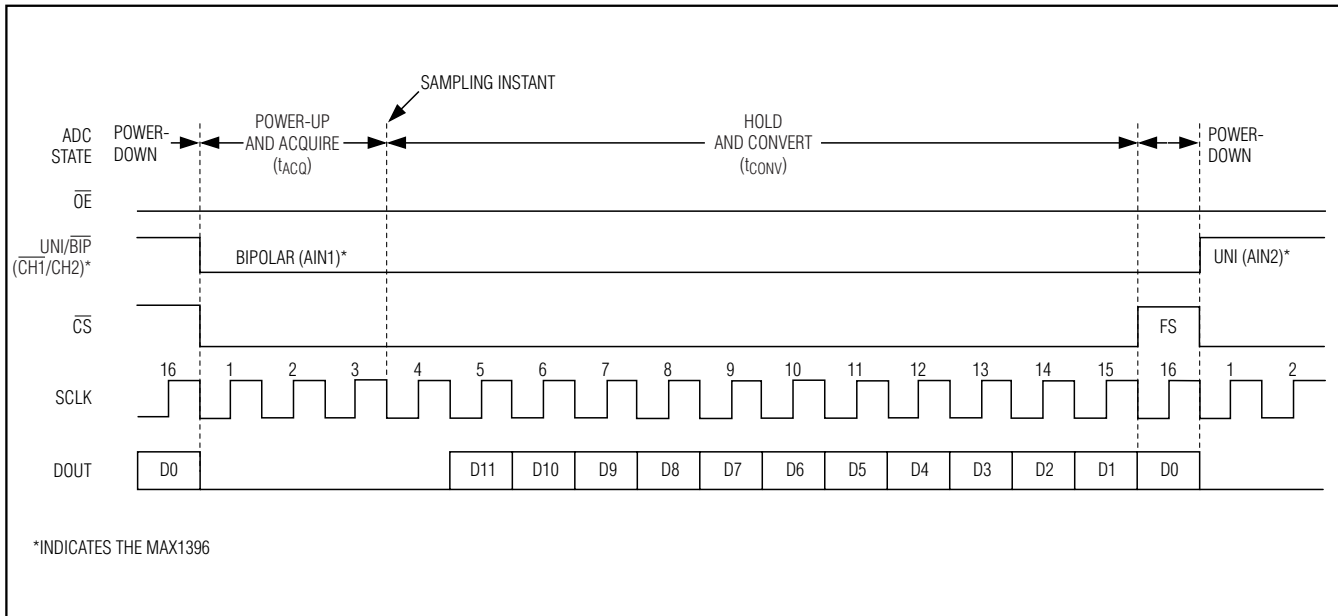 SAMPLING INSTANT
ADC
STATE
POWER-
DOWN
POWER-UP
AND ACQUIRE
(tACQ)
HOLD
AND CONVERT
(tCONV)
POWER-
DOWN
OE
UNI/BIP
(CH1/CH2)*
BIPOLAR (AIN1)*
UNI (AIN2)*
CS
FS
SCLK
16 1 2 3 4 5 6 7 8 9 10 11 12 13 14 15 16 1 2
DOUT
D0 D11 D10 D9 D8 D7 D6 D5 D4 D3 D2 D1 D0
*INDICATES THE MAX1396